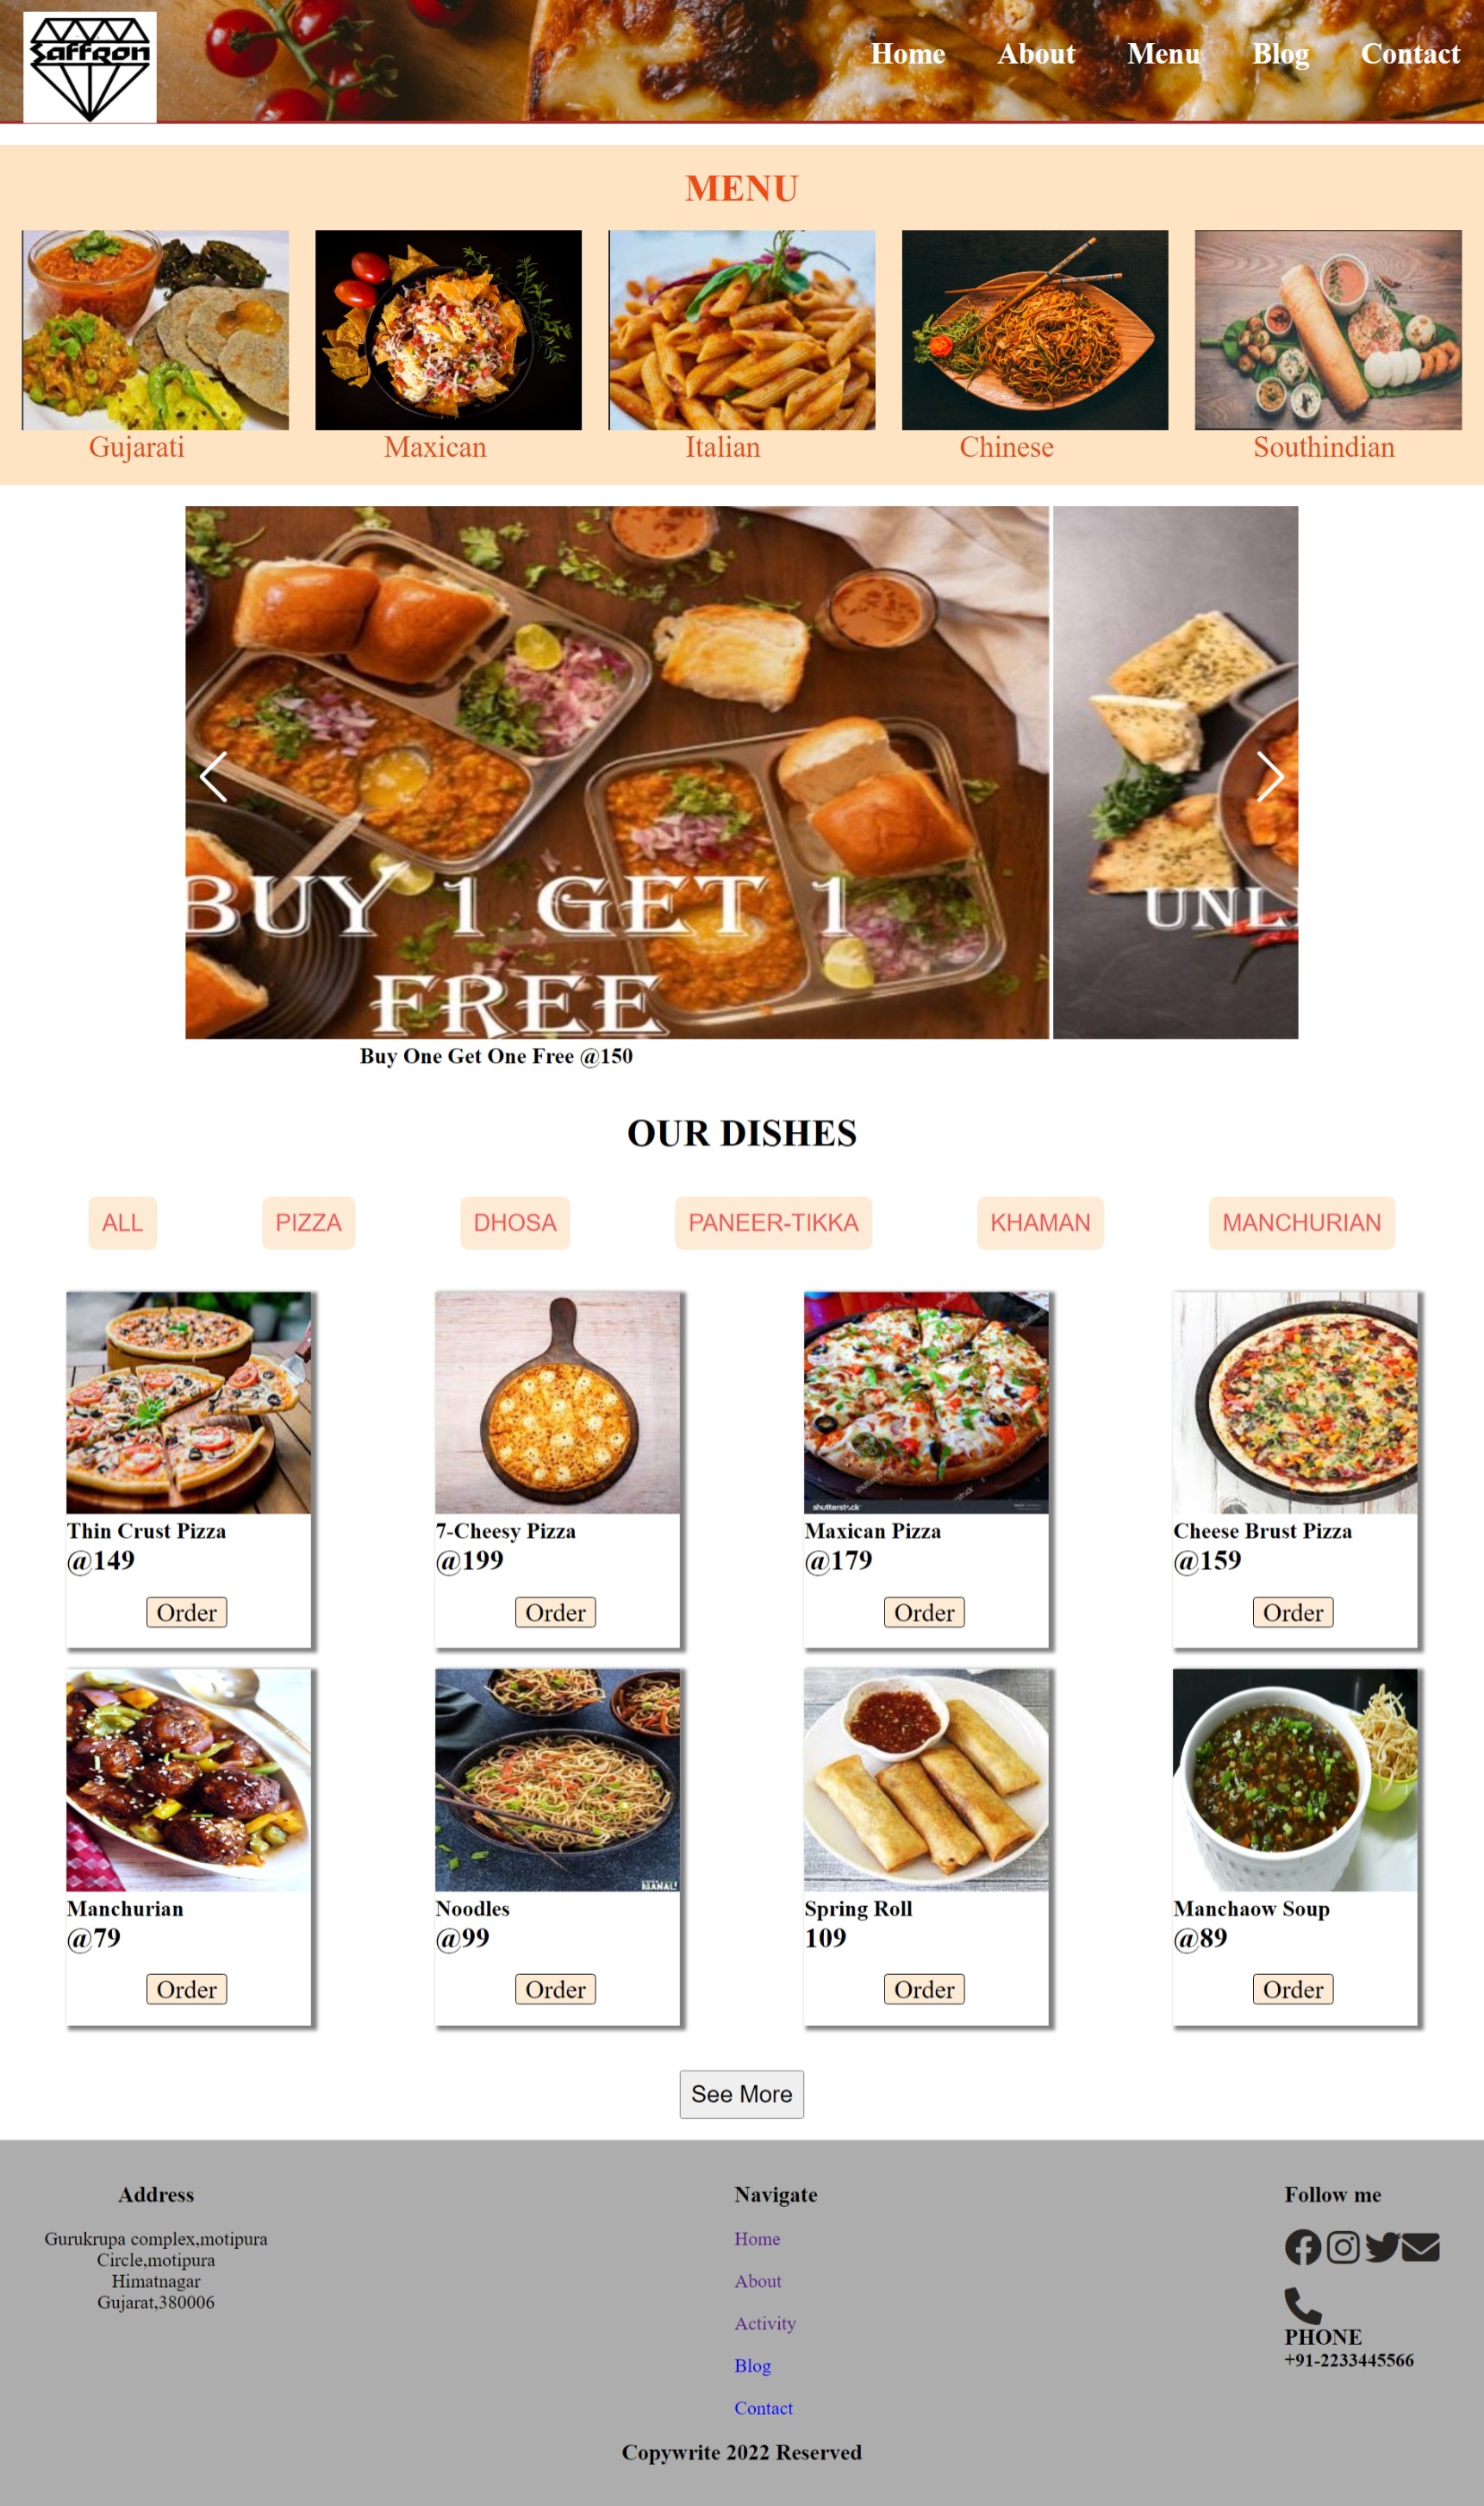 Saffron
Home About Menu Blog Contact
MENU
Gujarati Maxican Italian Chinese Southindian
BUY 1 GET 1
FREE
UNL
Buy One Get One Free @150
OUR DISHES
ALL PIZZA DHOSA PANEER-TIKKA KHAMAN MANCHURIAN
shutterstock
Thin Crust Pizza 7-Cheesy Pizza Maxican Pizza Cheese Brust Pizza
@149 @199 @179 @159
Order Order Order Order
MANALI
Manchurian Noodles Spring Roll Manchaow Soup
@79 @99 109 @89
Order Order Order Order
See More
Address Navigate Follow me
Gurukrupa complex,motipura
Circle,motipura
Himatnagar
Gujarat,380006
Home
About
Activity
Blog
Contact
PHONE
+91-2233445566
Copywrite 2022 Reserved